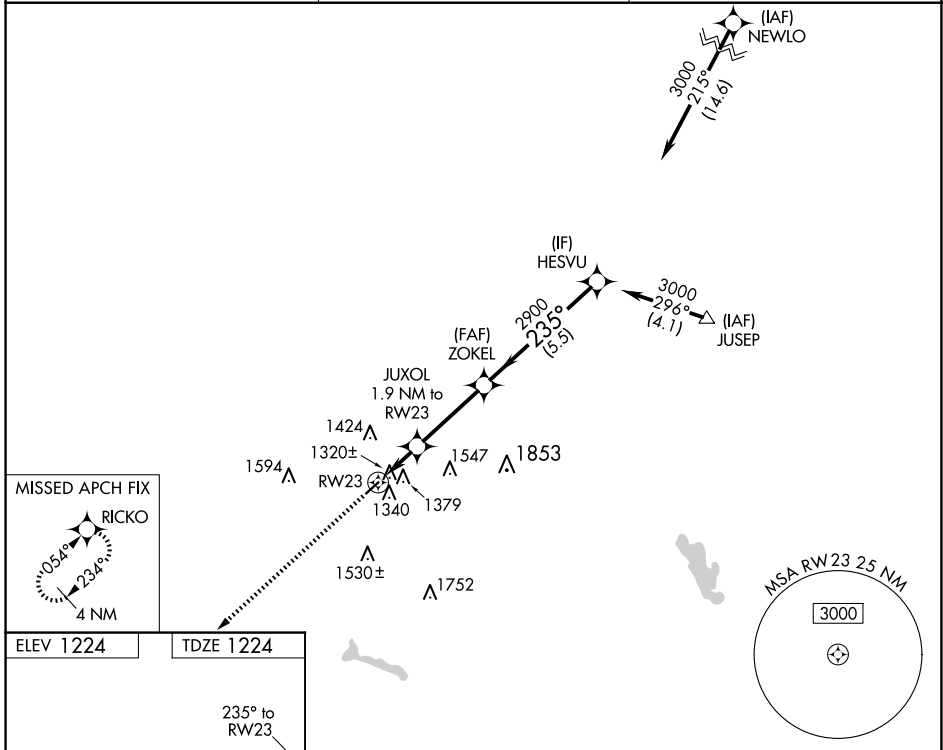 (IAF)
NEWLO
3000
215°
(14.6)
(IF)
HESVU
3000
296°
(4.1)
(IAF)
JUSEP
2900
235°
(5.5)
(FAF)
ZOKEL
JUXOL
1.9 NM to
RW23
1424
1320±
1594
RW23
1547
1853
1379
1340
1530±
1752
MISSED APCH FIX
RICKO
054°
234°
4 NM
MSA RW23 25 NM
3000
ELEV 1224
TDZE 1224
235° to
RW23